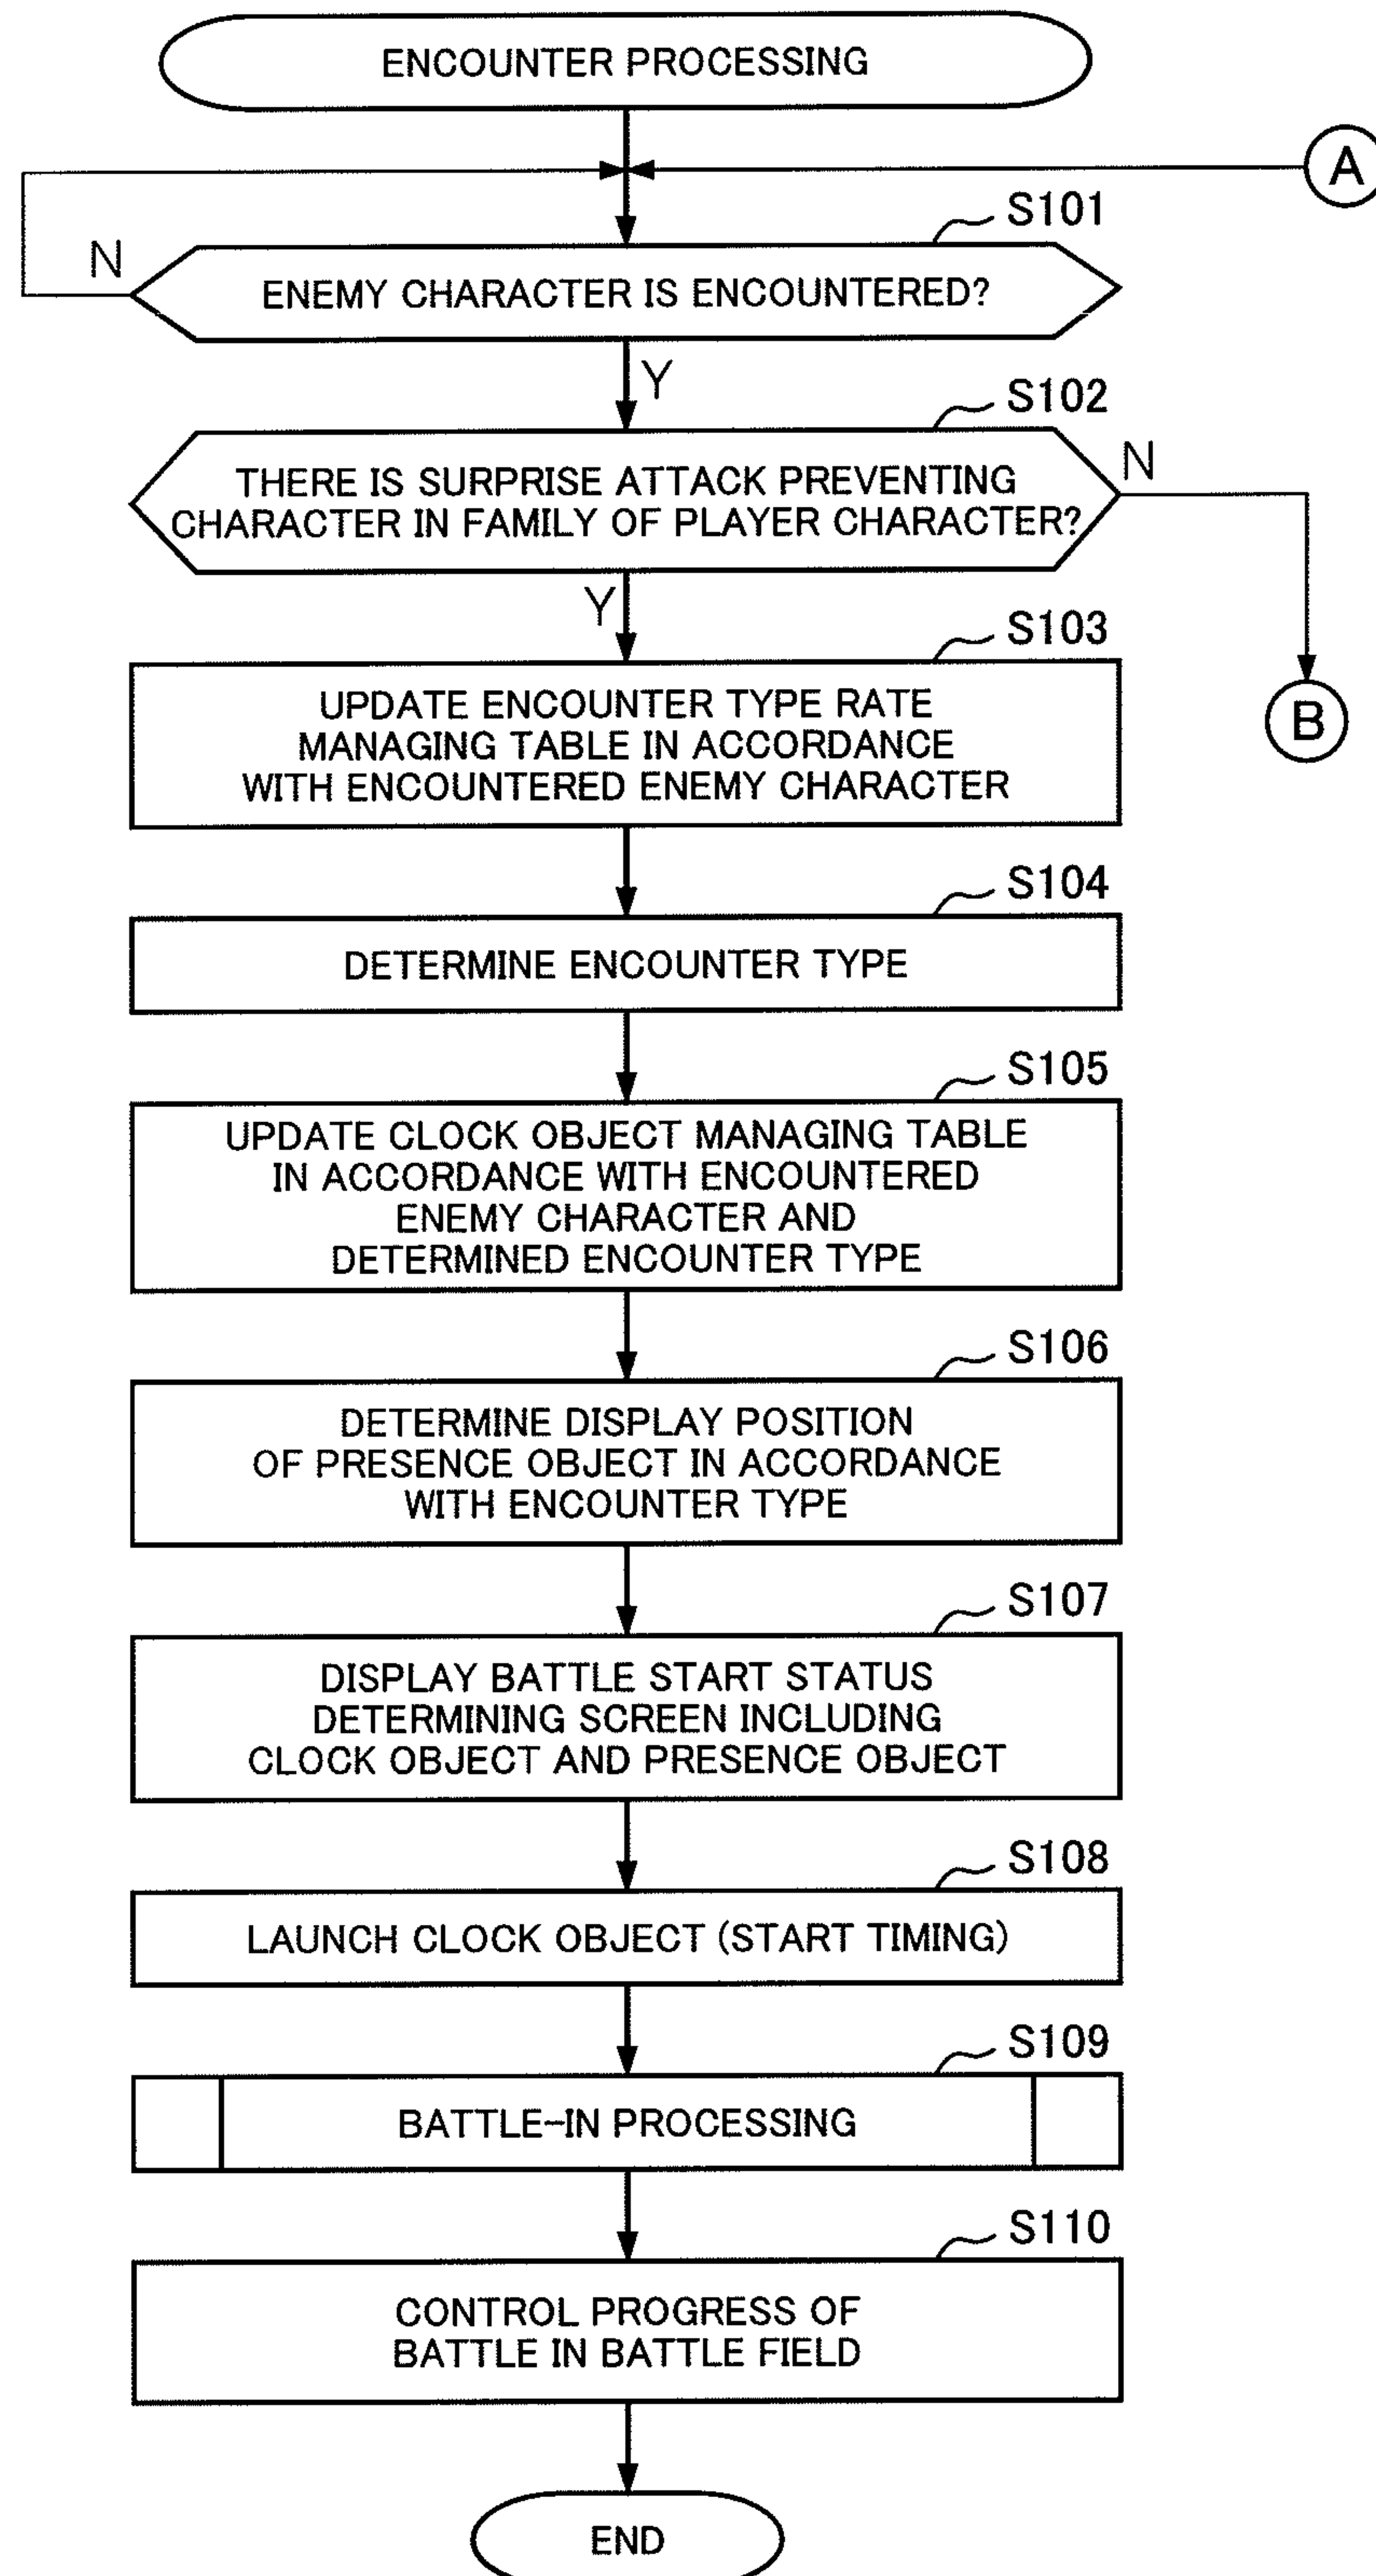 ENCOUNTER PROCESSING
A
S101
N
ENEMY CHARACTER IS ENCOUNTERED?
Y
S102
THERE IS SURPRISE ATTACK PREVENTING
CHARACTER IN FAMILY OF PLAYER CHARACTER?
N
Y
B
S103
UPDATE ENCOUNTER TYPE RATE
MANAGING TABLE IN ACCORDANCE
WITH ENCOUNTERED ENEMY CHARACTER
S104
DETERMINE ENCOUNTER TYPE
S105
UPDATE CLOCK OBJECT MANAGING TABLE
IN ACCORDANCE WITH ENCOUNTERED
ENEMY CHARACTER AND
DETERMINED ENCOUNTER TYPE
S106
DETERMINE DISPLAY POSITION
OF PRESENCE OBJECT IN ACCORDANCE
WITH ENCOUNTER TYPE
S107
DISPLAY BATTLE START STATUS
DETERMINING SCREEN INCLUDING
CLOCK OBJECT AND PRESENCE OBJECT
S108
LAUNCH CLOCK OBJECT (START TIMING)
S109
BATTLE-IN PROCESSING
S110
CONTROL PROGRESS OF
BATTLE IN BATTLE FIELD
END